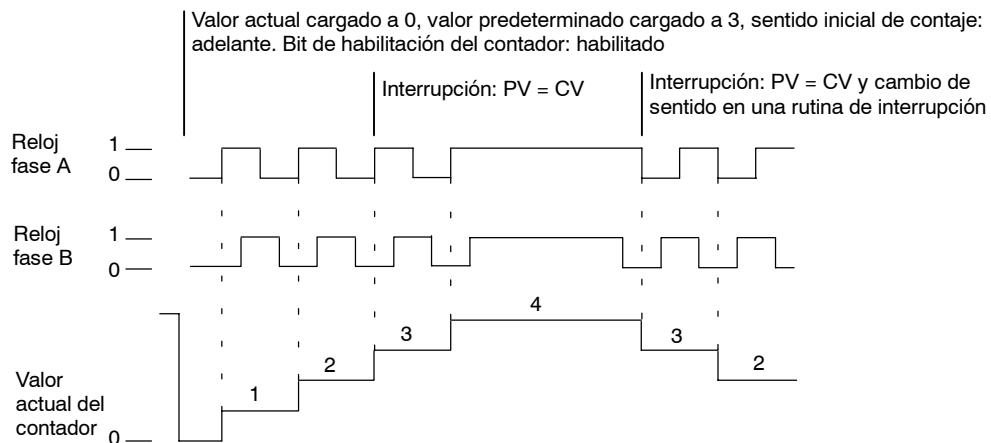 Valor actual cargado a 0, valor predeterminado cargado a 3, sentido inicial de contaje:
adelante. Bit de habilitación del contador: habilitado
Interrupción: PV = CV
Interrupción: PV = CV y cambio de
sentido en una rutina de interrupción
Reloj
fase A
1
0
Reloj
fase B
1
0
4
3
3
2
2
1
Valor
actual del
contador
0